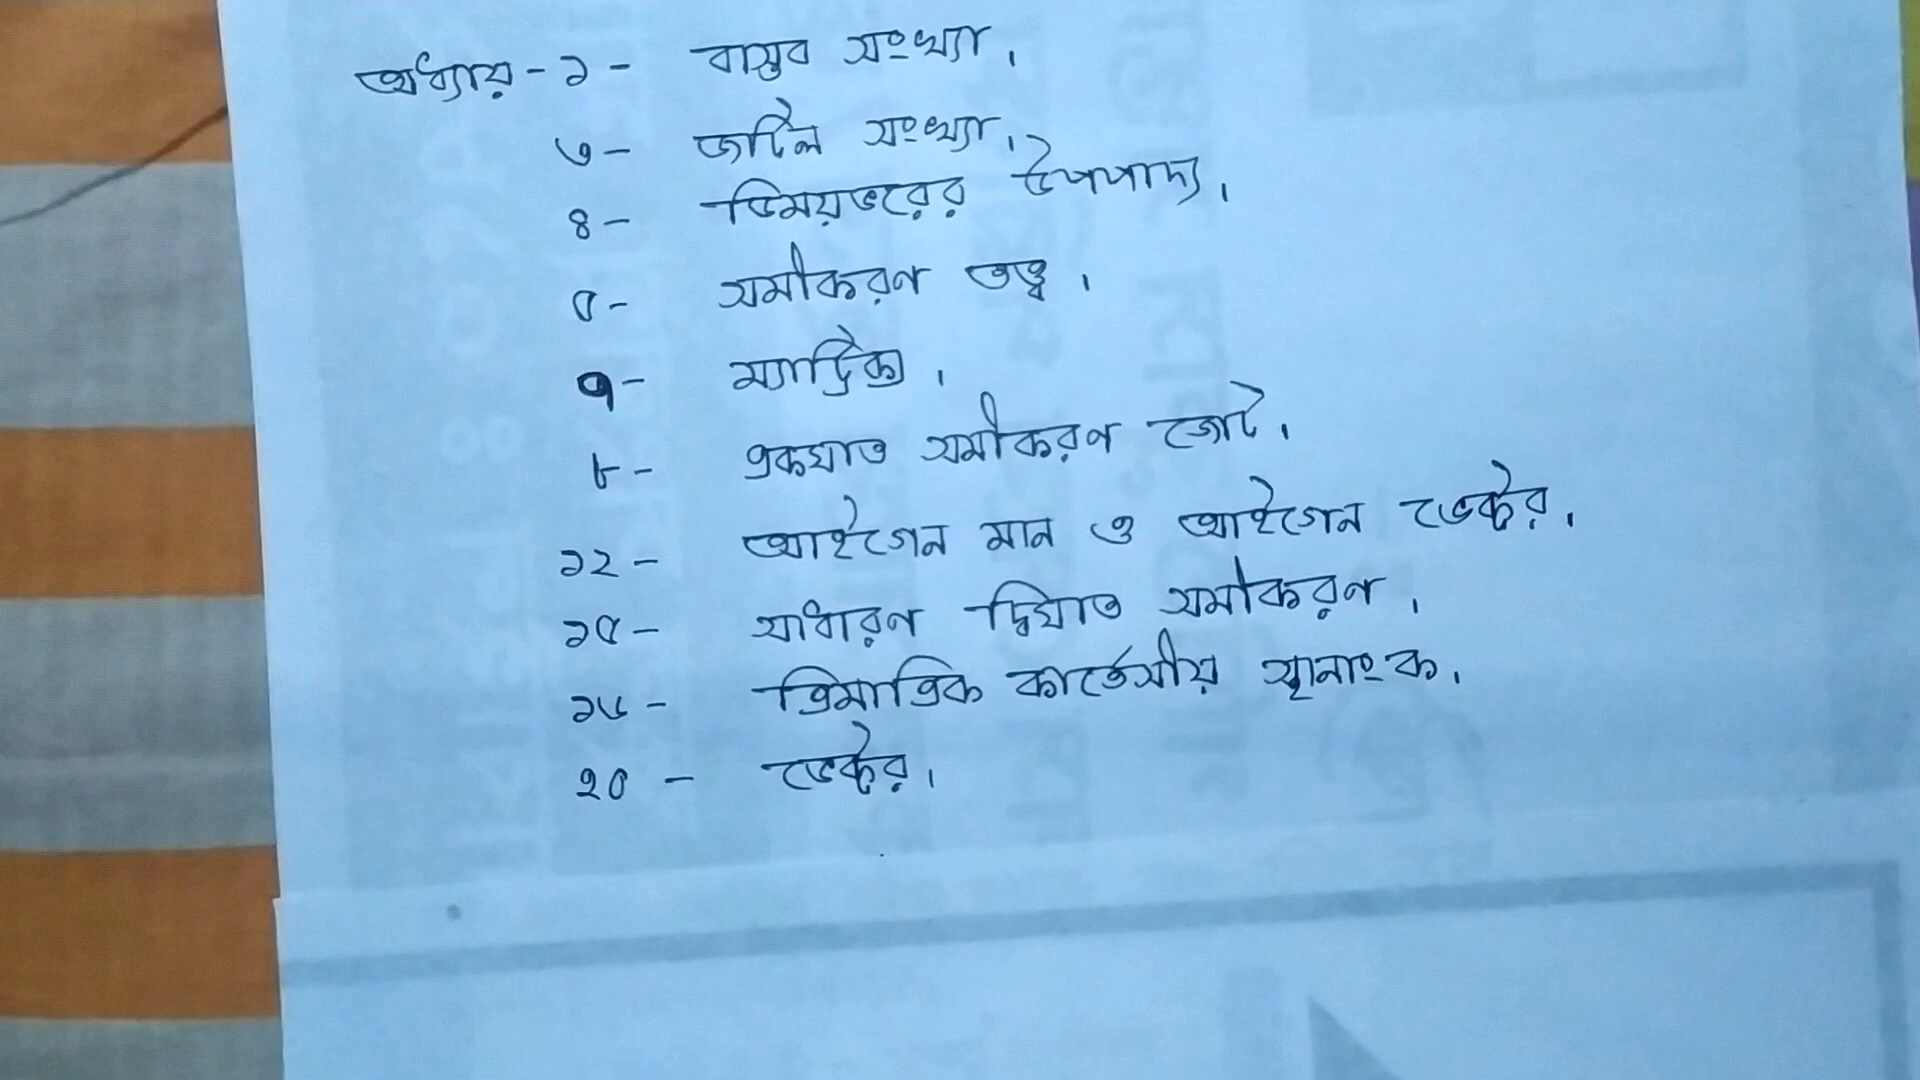 অধ্যায় - ১ - বাস্তব সংখ্যা।
৩ - জটিল সংখ্যা।
৪ - ডিময়ভরের উপপাদ্য।
৫ - সমীকরণ তত্ত্ব।
৭ - ম্যাট্রিক্স।
৮ - একঘাত সমীকরণ জোট।
১২ - আইগেন মান ও আইগেন ভেক্টর।
১৫ - সাধারণ দ্বিঘাত সমীকরণ।
১৬ - ত্রিমাত্রিক কার্তেসীয় স্থানাংক।
২০ - ভেক্টর।